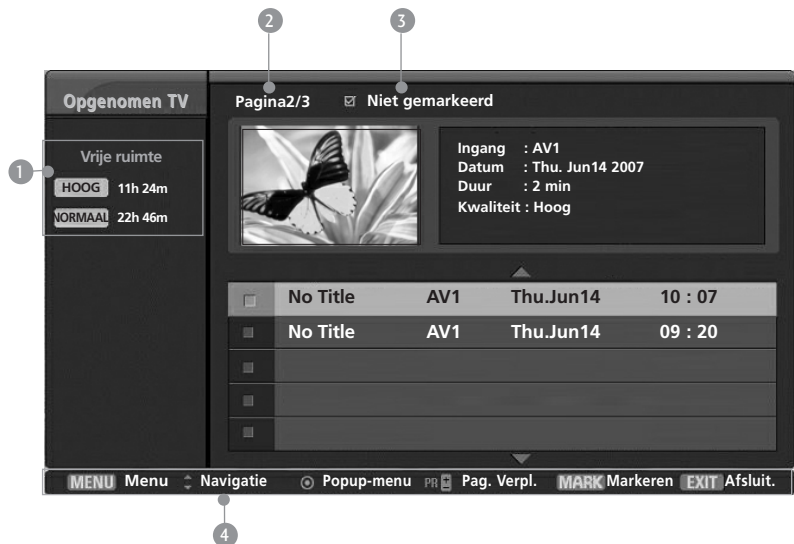 2 3
Opgenomen TV
Pagina2/3 Niet gemarkeerd
1
Vrije ruimte
HOOG 11h 24m
NORMAAL 22h 46m
Ingang : AV1
Datum : Thu. Jun14 2007
Duur : 2 min
Kwaliteit : Hoog
No Title AV1 Thu.Jun14 10 : 07
No Title AV1 Thu.Jun14 09 : 20
MENU Menu Navigatie Popup-menu PR + - Pag. Verpl. MARK Markeren EXIT Afsluit.
4